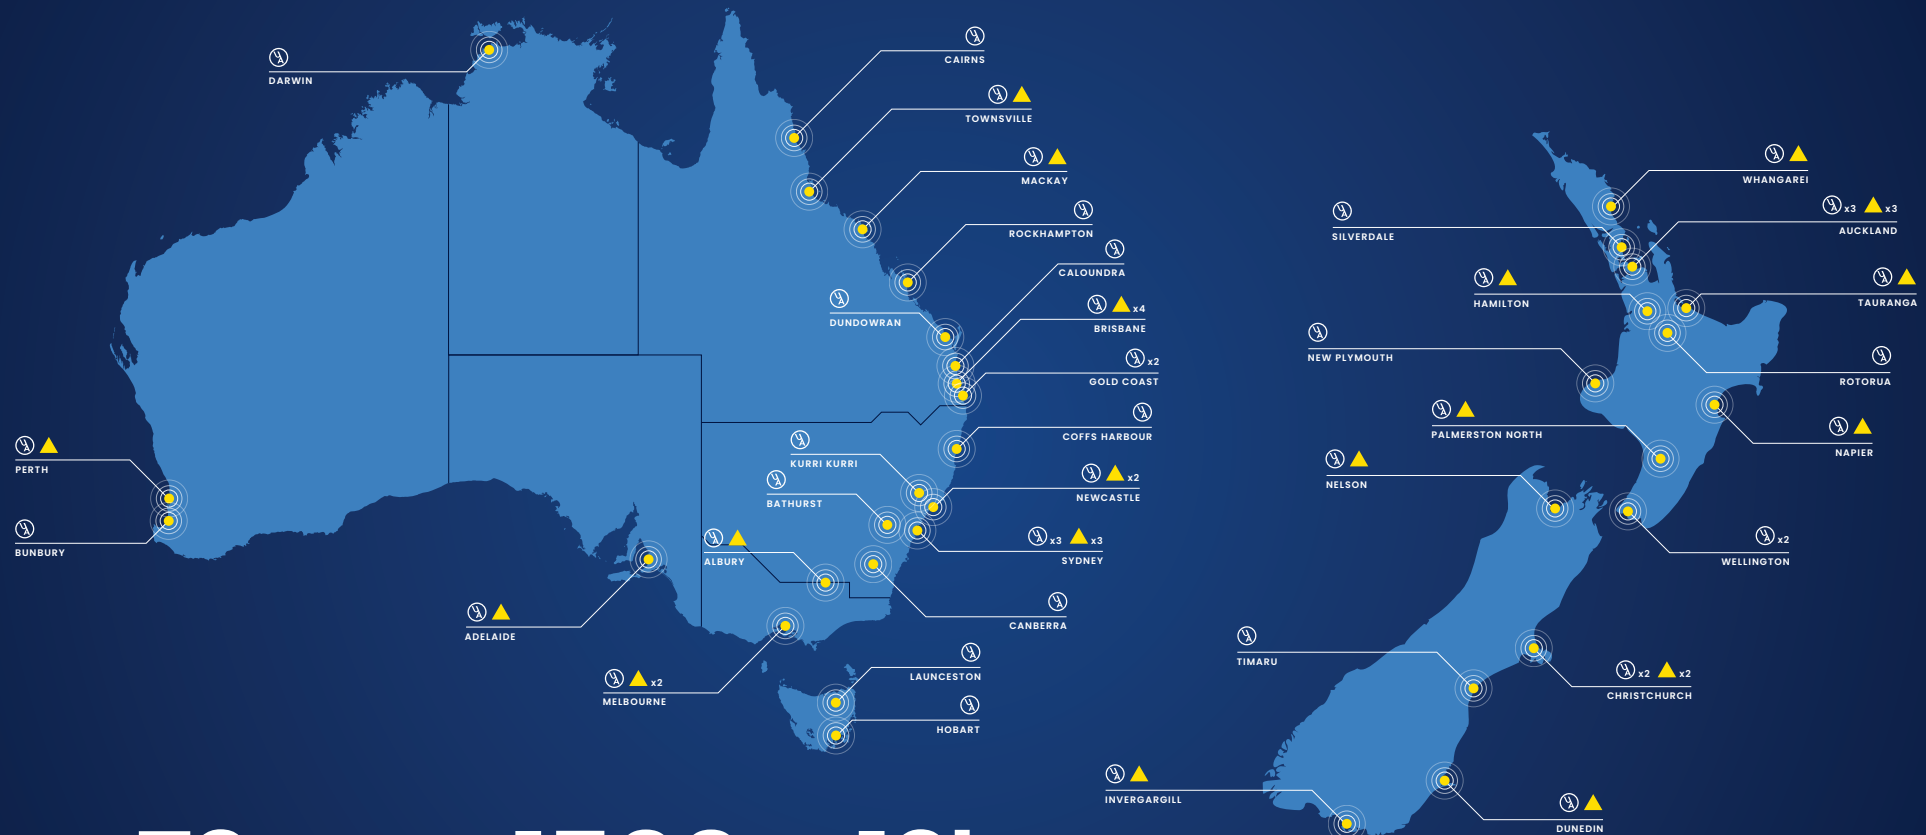 DARWIN
CAIRNS
TOWNSVILLE
MACKAY
ROCKHAMPTON
CALOUNDRA
DUNDOWRAN
x4
BRISBANE
x2
GOLD COAST
COFFS HARBOUR
KURRI KURRI
x2
NEWCASTLE
BATHURST
x3 x3
SYDNEY
ALBURY
CANBERRA
PERTH
BUNBURY
ADELAIDE
x2
MELBOURNE
LAUNCESTON
HOBART
WHANGAREI
x3 x3
AUCKLAND
SILVERDALE
HAMILTON
TAURANGA
NEW PLYMOUTH
ROTORUA
PALMERSTON NORTH
NAPIER
NELSON
x2
WELLINGTON
TIMARU
x2 x2
CHRISTCHURCH
INVERGARGILL
DUNEDIN